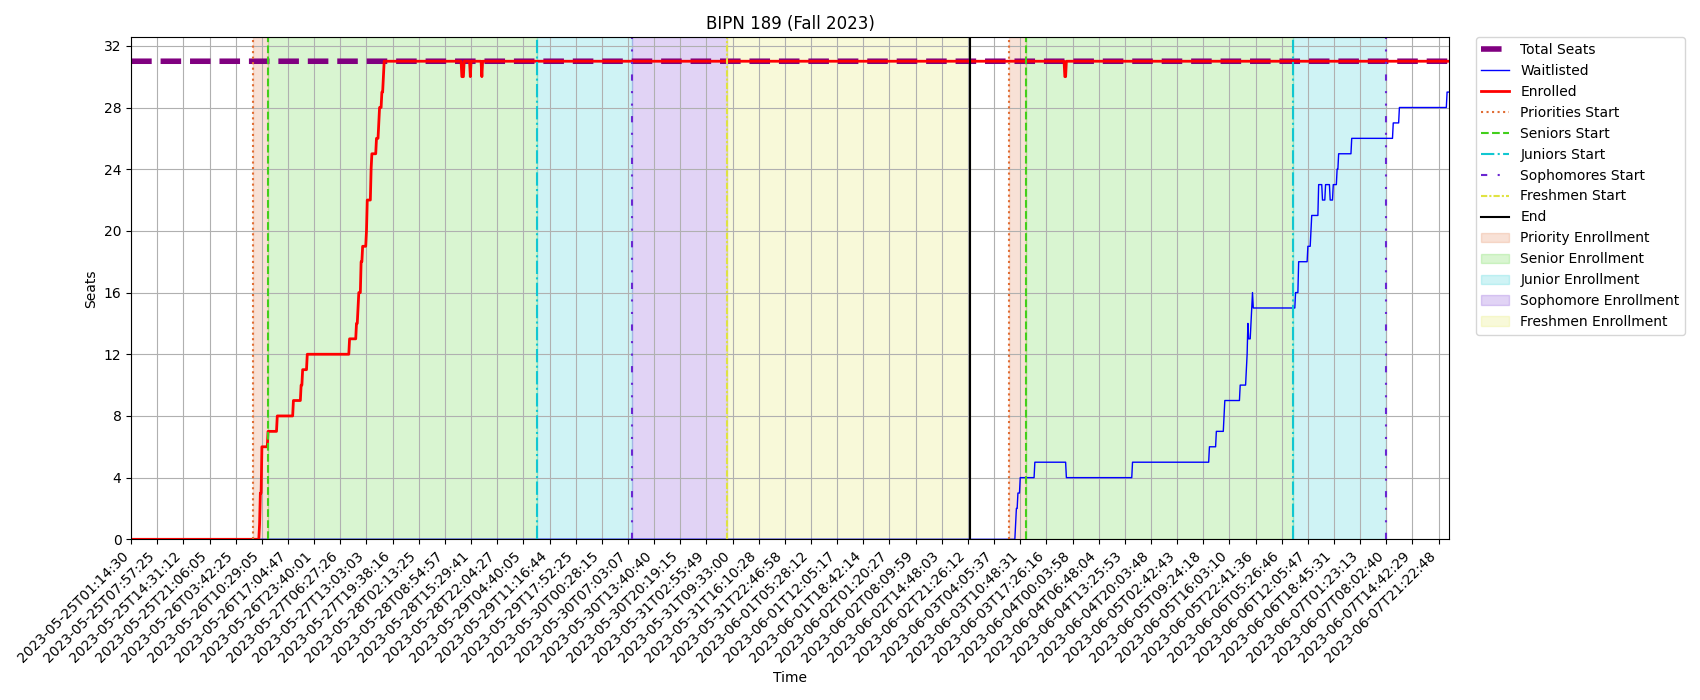 BIPN 189 (Fall 2023)
Seats
32
28
24
20
16
12
8
4
0
2023-05-25T01:14:30
2023-05-25T07:57:25
2023-05-25T14:31:12
2023-05-25T21:06:05
2023-05-26T03:42:25
2023-05-26T10:29:05
2023-05-26T17:04:47
2023-05-26T23:40:01
2023-05-27T06:27:26
2023-05-27T13:03:03
2023-05-27T19:38:16
2023-05-28T02:13:25
2023-05-28T08:54:57
2023-05-28T15:29:41
2023-05-28T22:04:27
2023-05-29T04:40:05
2023-05-29T11:16:44
2023-05-29T17:52:25
2023-05-30T00:28:15
2023-05-30T07:03:07
2023-05-30T13:40:40
2023-05-30T20:19:15
2023-05-31T02:55:49
2023-05-31T09:33:00
2023-05-31T16:10:28
2023-05-31T22:46:58
2023-06-01T05:28:12
2023-06-01T12:05:17
2023-06-01T18:42:14
2023-06-02T01:20:27
2023-06-02T08:09:59
2023-06-02T14:48:03
2023-06-02T21:26:12
2023-06-03T04:05:37
2023-06-03T10:48:31
2023-06-03T17:26:16
2023-06-04T00:03:58
2023-06-04T06:48:04
2023-06-04T13:25:53
2023-06-04T20:03:48
2023-06-05T02:42:43
2023-06-05T09:24:18
2023-06-05T16:03:10
2023-06-05T22:41:36
2023-06-06T05:26:46
2023-06-06T12:05:47
2023-06-06T18:45:31
2023-06-07T01:23:13
2023-06-07T08:02:40
2023-06-07T14:42:29
2023-06-07T21:22:48
Time
Total Seats
Waitlisted
Enrolled
Priorities Start
Seniors Start
Juniors Start
Sophomores Start
Freshmen Start
End
Priority Enrollment
Senior Enrollment
Junior Enrollment
Sophomore Enrollment
Freshmen Enrollment